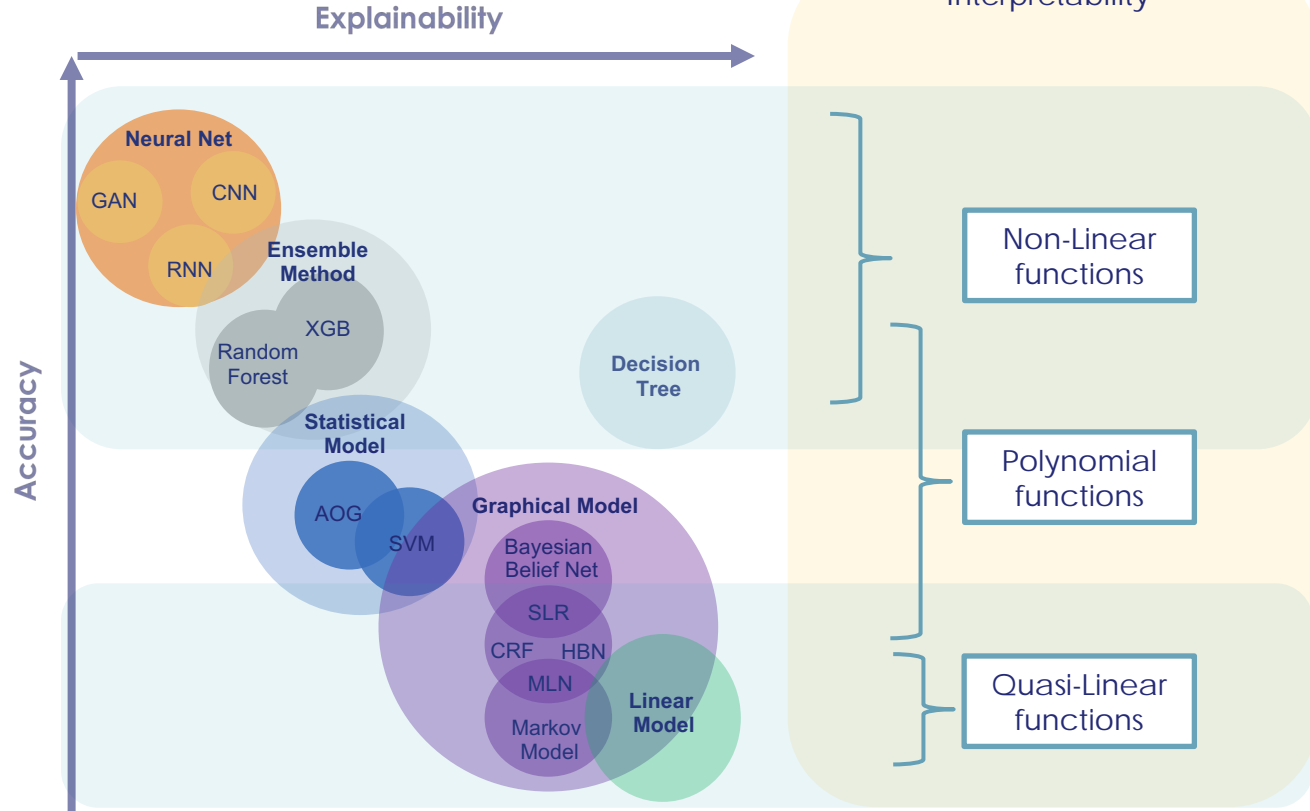 Explainability
Interpretability
Accuracy
Neural Net
GAN
CNN
RNN
Ensemble
Method
XGB
Random
Forest
Decision
Tree
Statistical
Model
AOG
SVM
Graphical Model
Bayesian
Belief Net
SLR
CRF HBN
MLN
Markov
Model
Linear
Model
Non-Linear
functions
Polynomial
functions
Quasi-Linear
functions